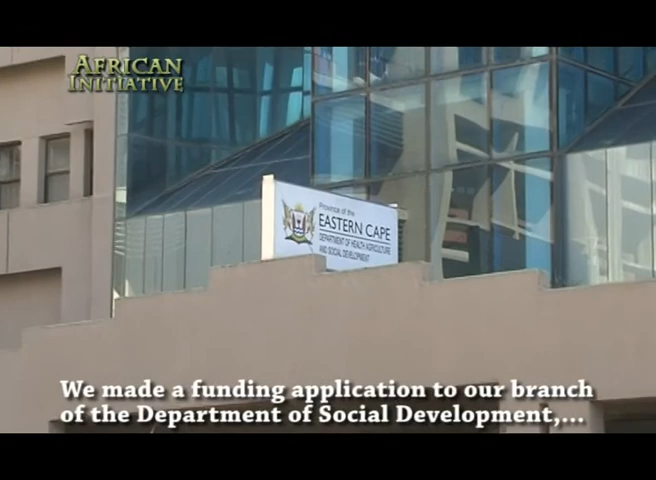 AFRICAN
INITIATIVE
Province of the
EASTERN CAPE
DEPARTMENT OF HEALTH AGRICULTURE
AND SOCIAL DEVELOPMENT
We made a funding application to our branch
of the Department of Social Development,...